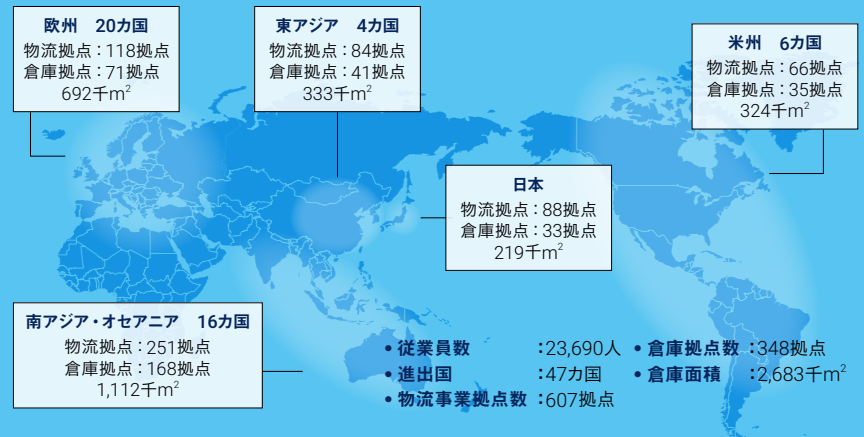 欧州 20カ国
物流拠点：118拠点
倉庫拠点：71拠点
692千m²
東アジア 4カ国
物流拠点：84拠点
倉庫拠点：41拠点
333千m²
米州 6カ国
物流拠点：66拠点
倉庫拠点：35拠点
324千m²
日本
物流拠点：88拠点
倉庫拠点：33拠点
219千m²
南アジア・オセアニア 16カ国
物流拠点：251拠点
倉庫拠点：168拠点
1,112千m²
• 従業員数 ：23,690人
• 進出国 ：47カ国
• 物流事業拠点数 ：607拠点
• 倉庫拠点数 ：348拠点
• 倉庫面積 ：2,683千m²